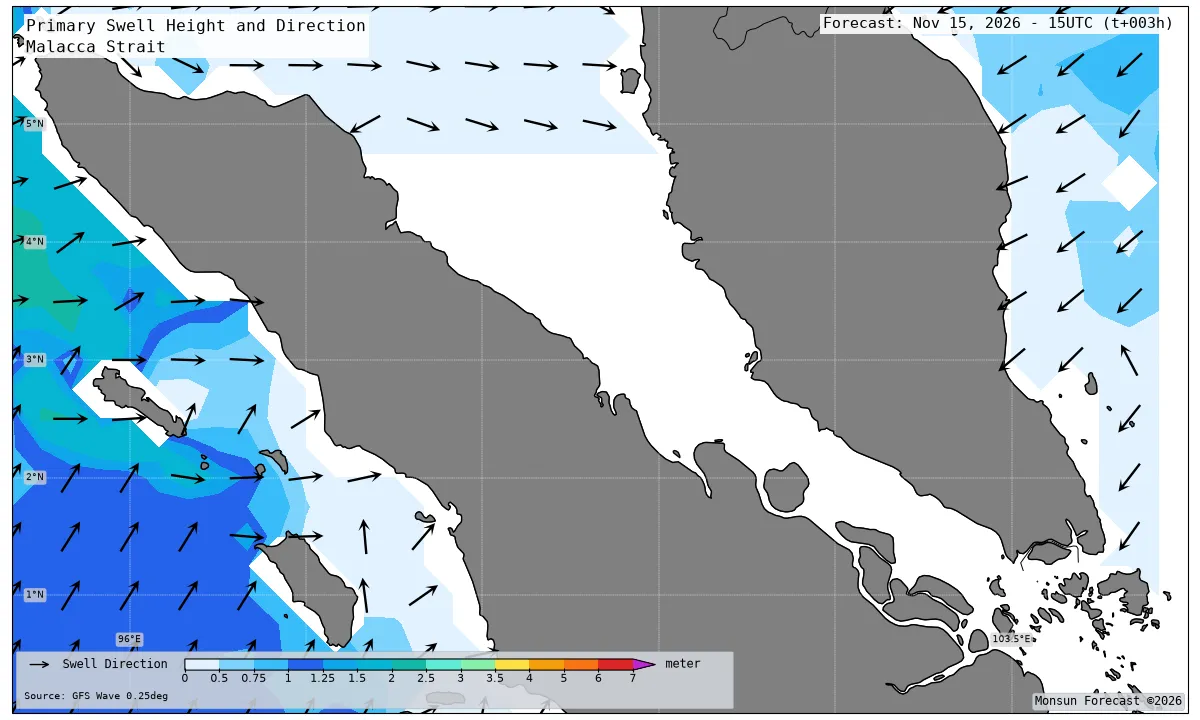 Primary Swell Height and Direction
Malacca Strait
Forecast: Nov 15, 2026 - 15UTC (t+003h)
5°N
4°N
3°N
2°N
1°N
96°E
103.5°E
Swell Direction
meter
0 0.5 0.75 1 1.25 1.5 2 2.5 3 3.5 4 5 6 7
Source: GFS Wave 0.25deg
Monsun Forecast ©2026